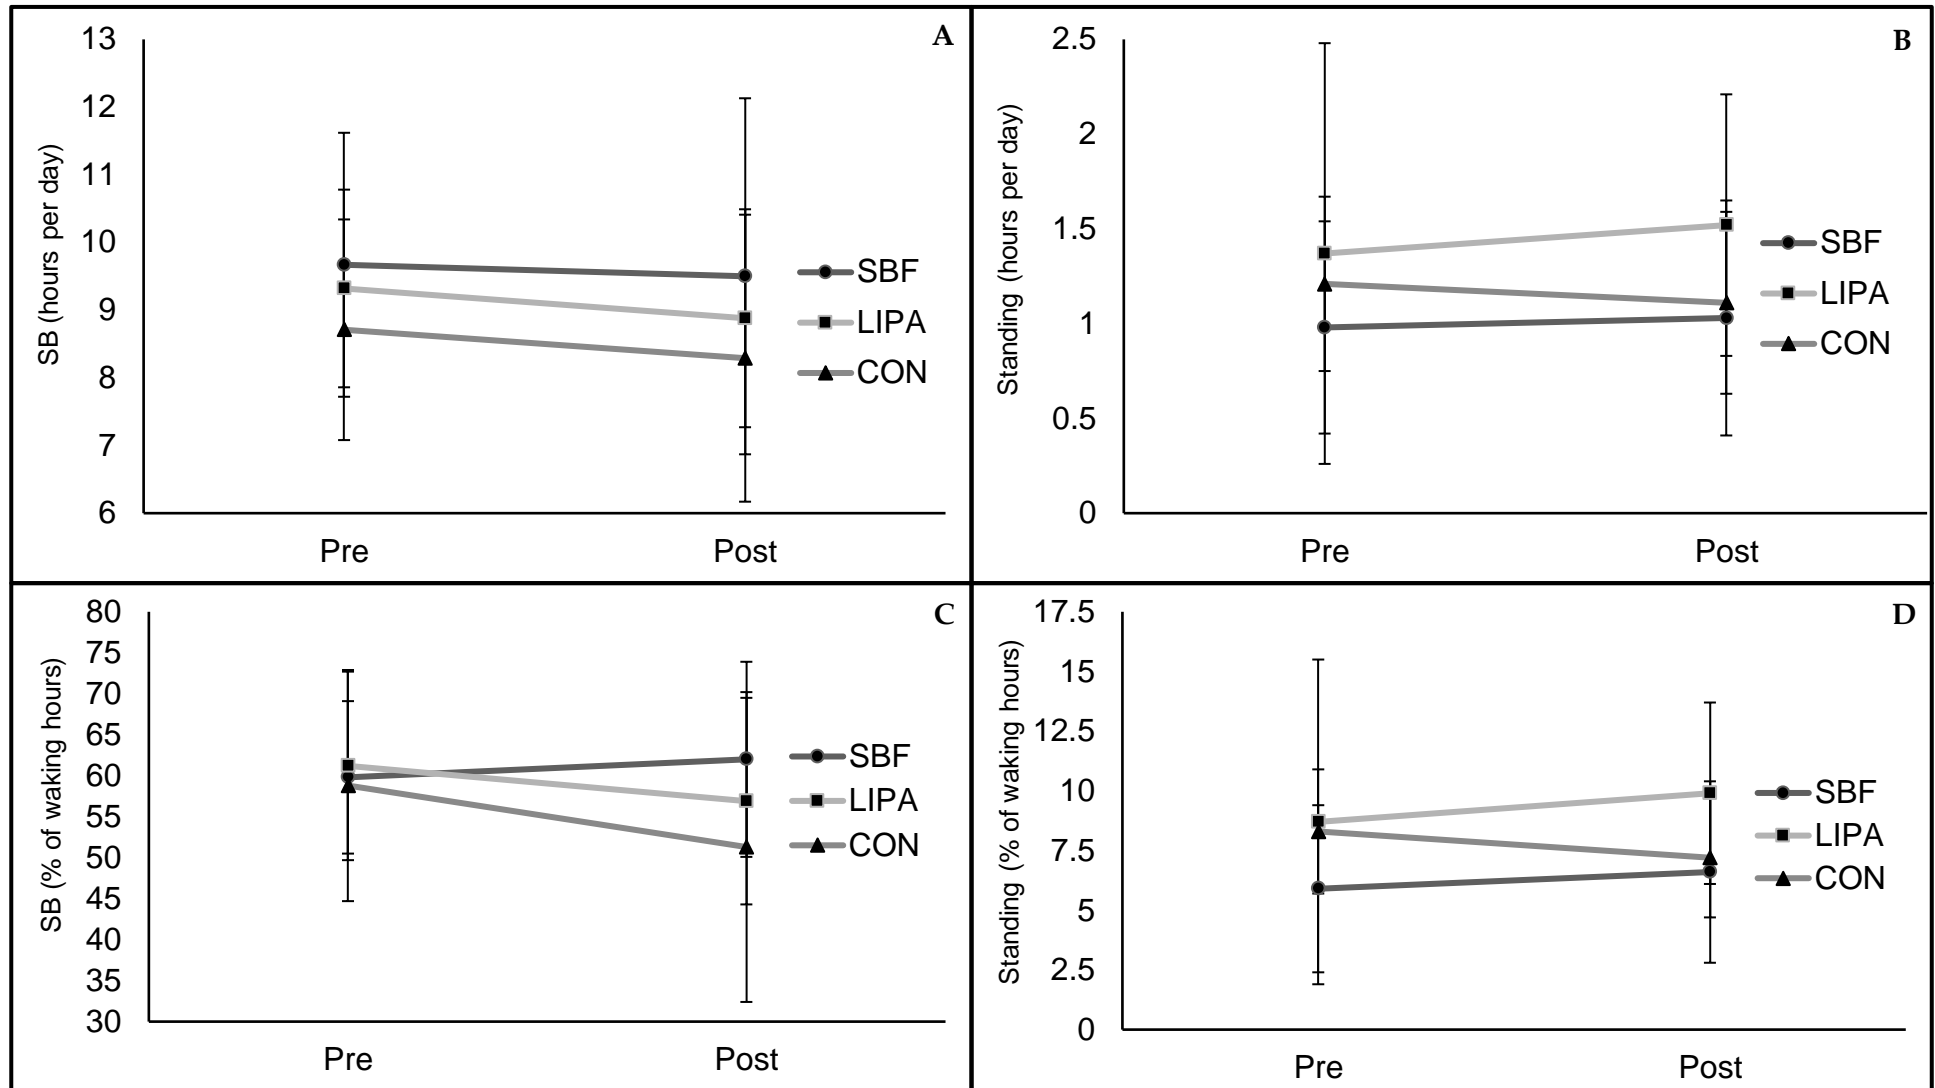 A
SB (hours per day)
13
12
11
10
9
8
7
6
Pre Post
SBF
LIPA
CON
B
Standing (hours per day)
2.5
2
1.5
1
0.5
0
Pre Post
SBF
LIPA
CON
C
SB (% of waking hours)
80
75
70
65
60
55
50
45
40
35
30
Pre Post
SBF
LIPA
CON
D
Standing (% of waking hours)
17.5
15
12.5
10
7.5
5
2.5
0
Pre Post
SBF
LIPA
CON